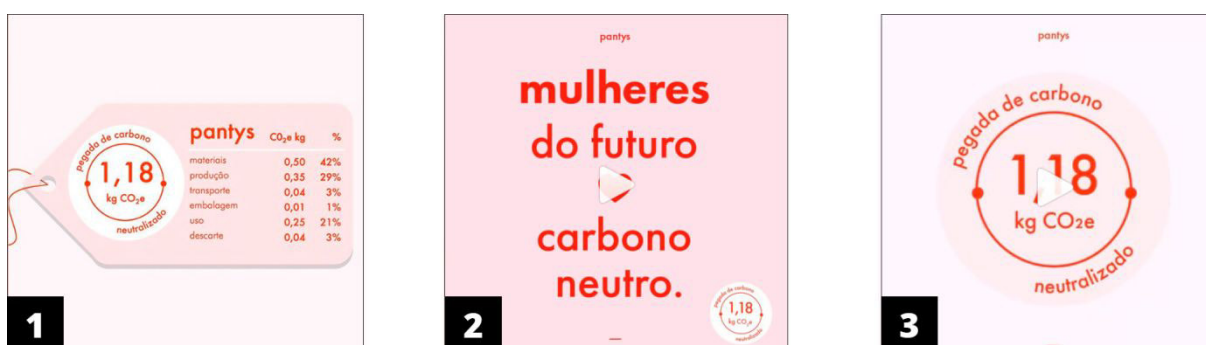 pegada de carbono
1,18
kg CO₂e
neutralizado
pantys C0₂e kg %
materiais 0,50 42%
produção 0,35 29%
transporte 0,04 3%
embalagem 0,01 1%
uso 0,25 21%
descarte 0,04 3%
1
pantys
mulheres
do futuro
carbono
neutro.
pegada de carbono
1,18
kg CO₂e
neutralizado
2
pantys
pegada de carbono
1,18
kg CO₂e
neutralizado
3